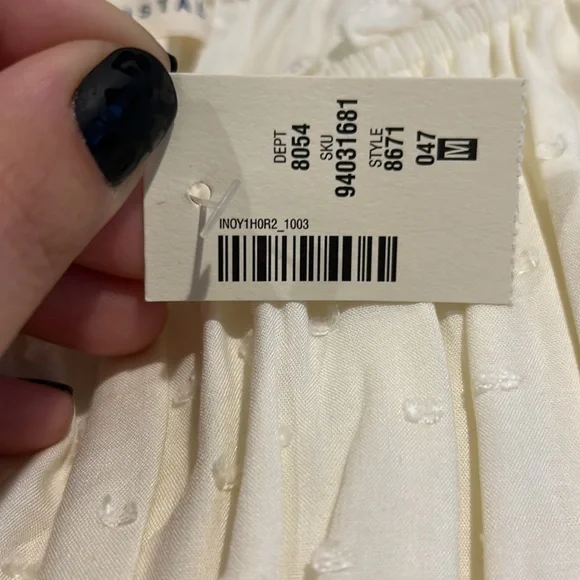 DEPT
8054
SKU
94031681
STYLE
8671
047
M
INOY1H0R2_1003